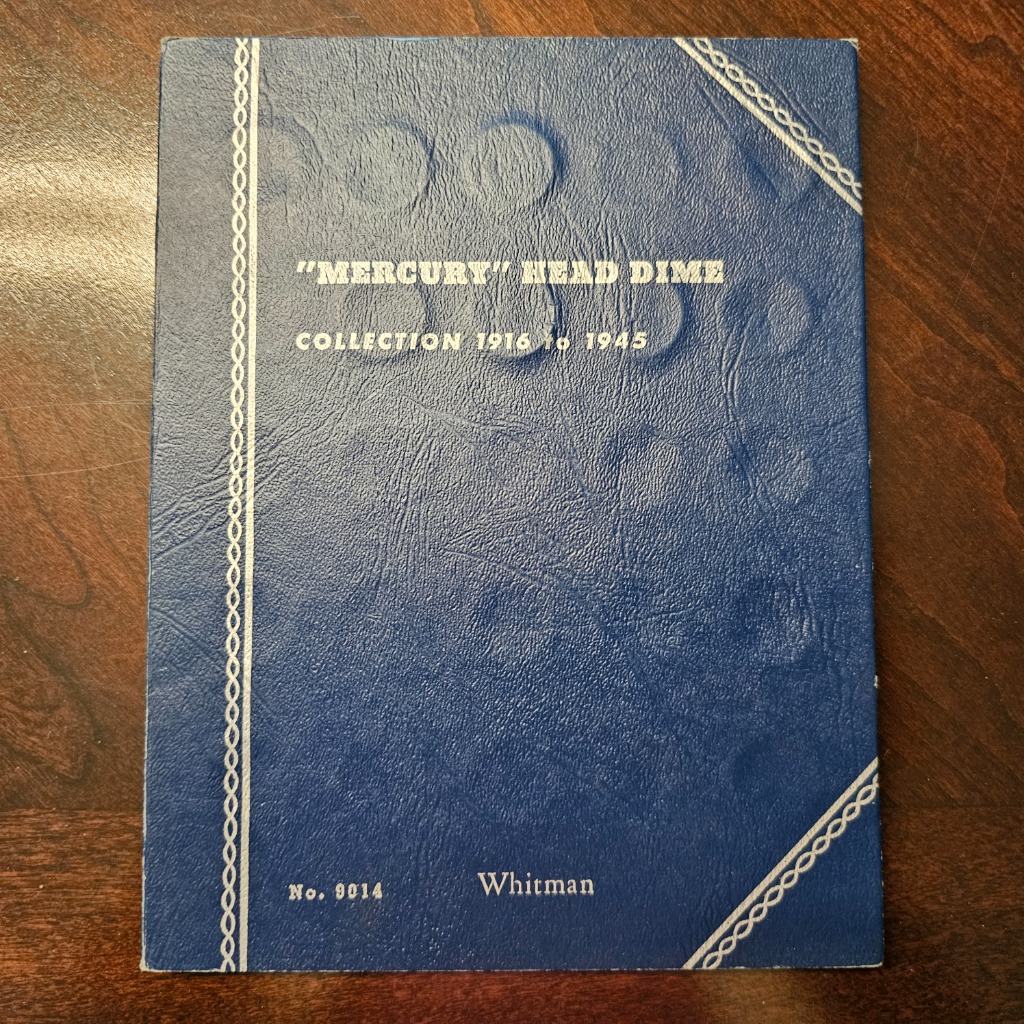 "MERCURY" HEAD DIME
COLLECTION 1916 to 1945
No. 9014 Whitman